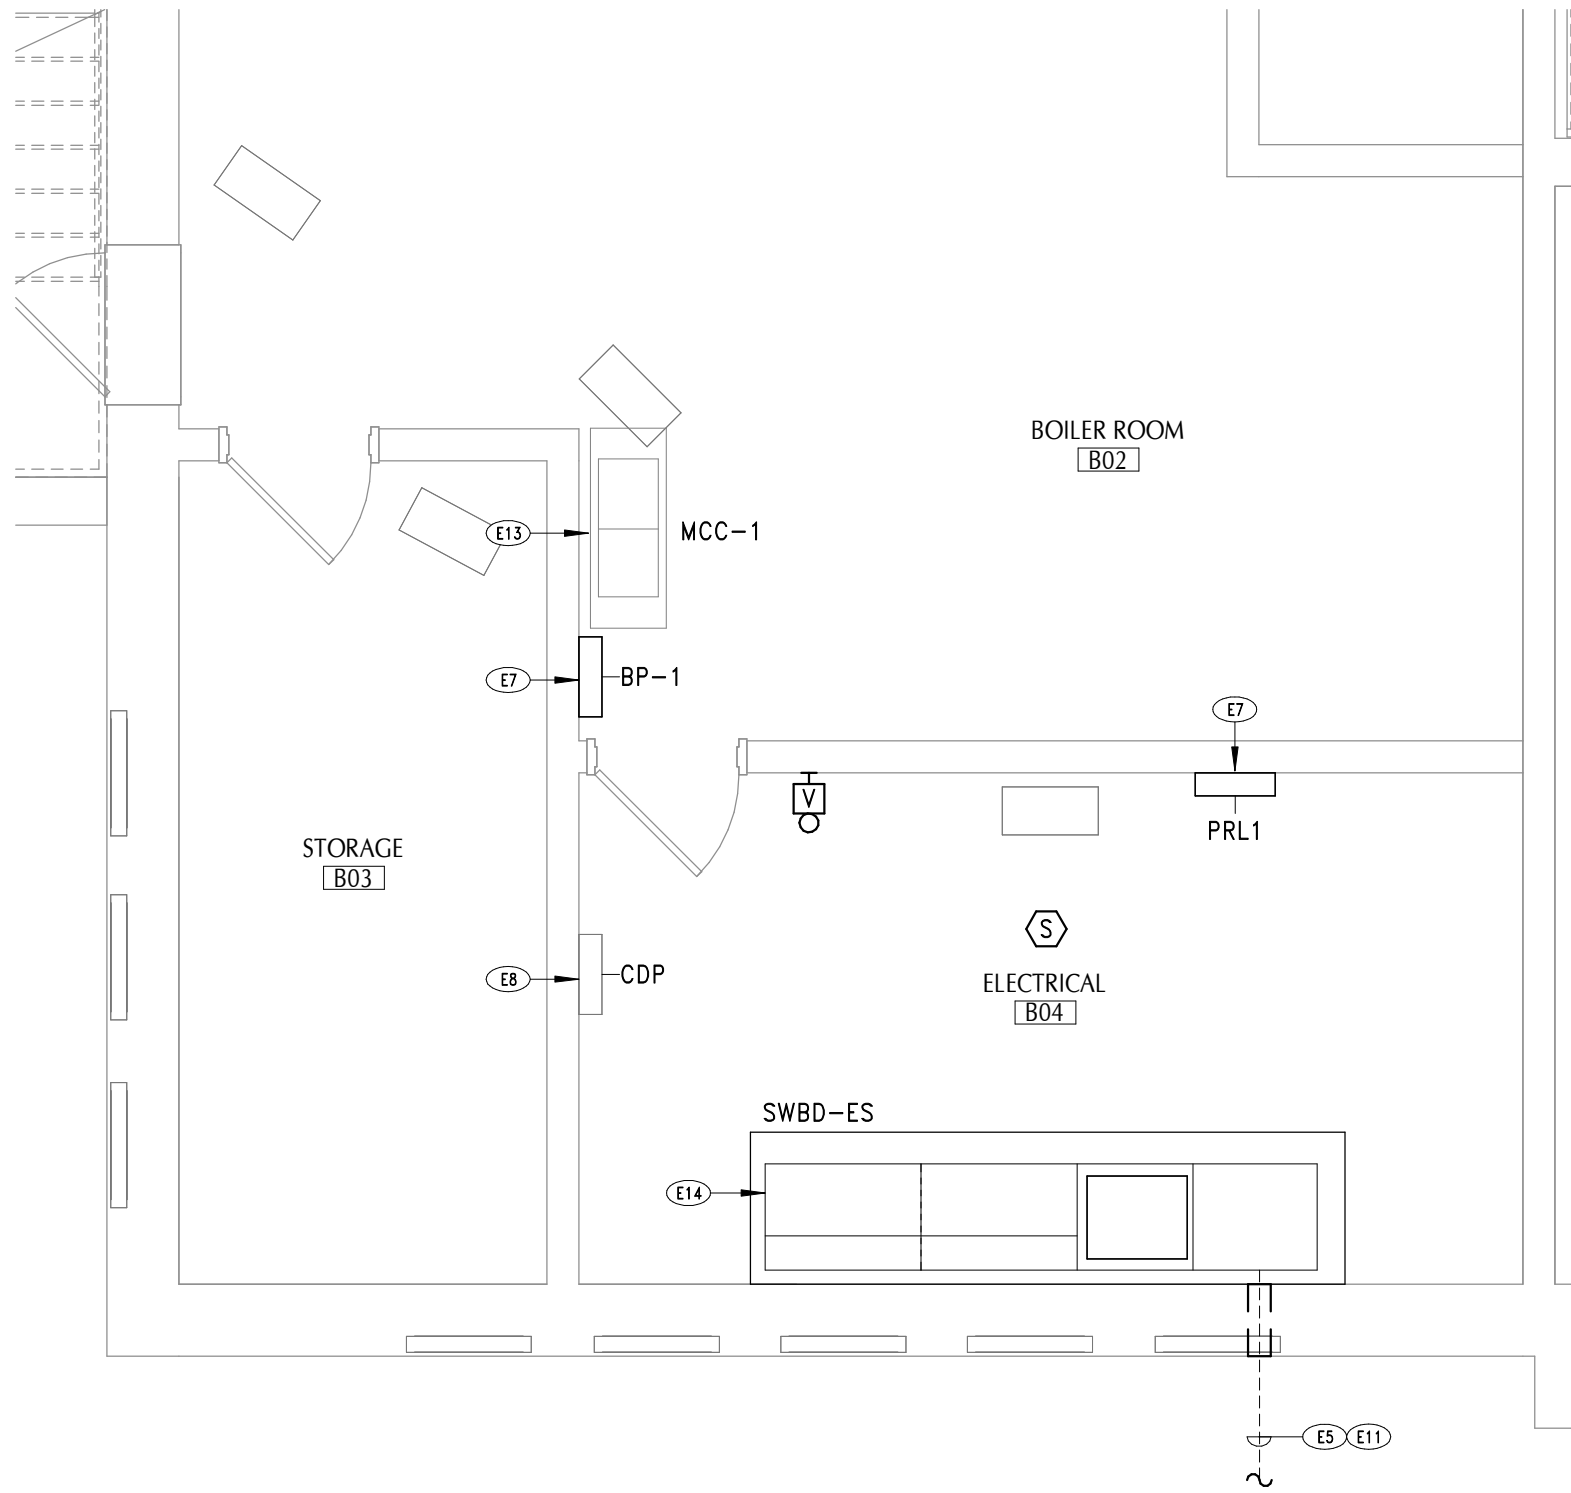 BOILER ROOM
B02
E13
MCC-1
E7
BP-1
E7
V
PRL1
STORAGE
B03
S
E8
CDP
ELECTRICAL
B04
SWBD-ES
E14
E5
E11